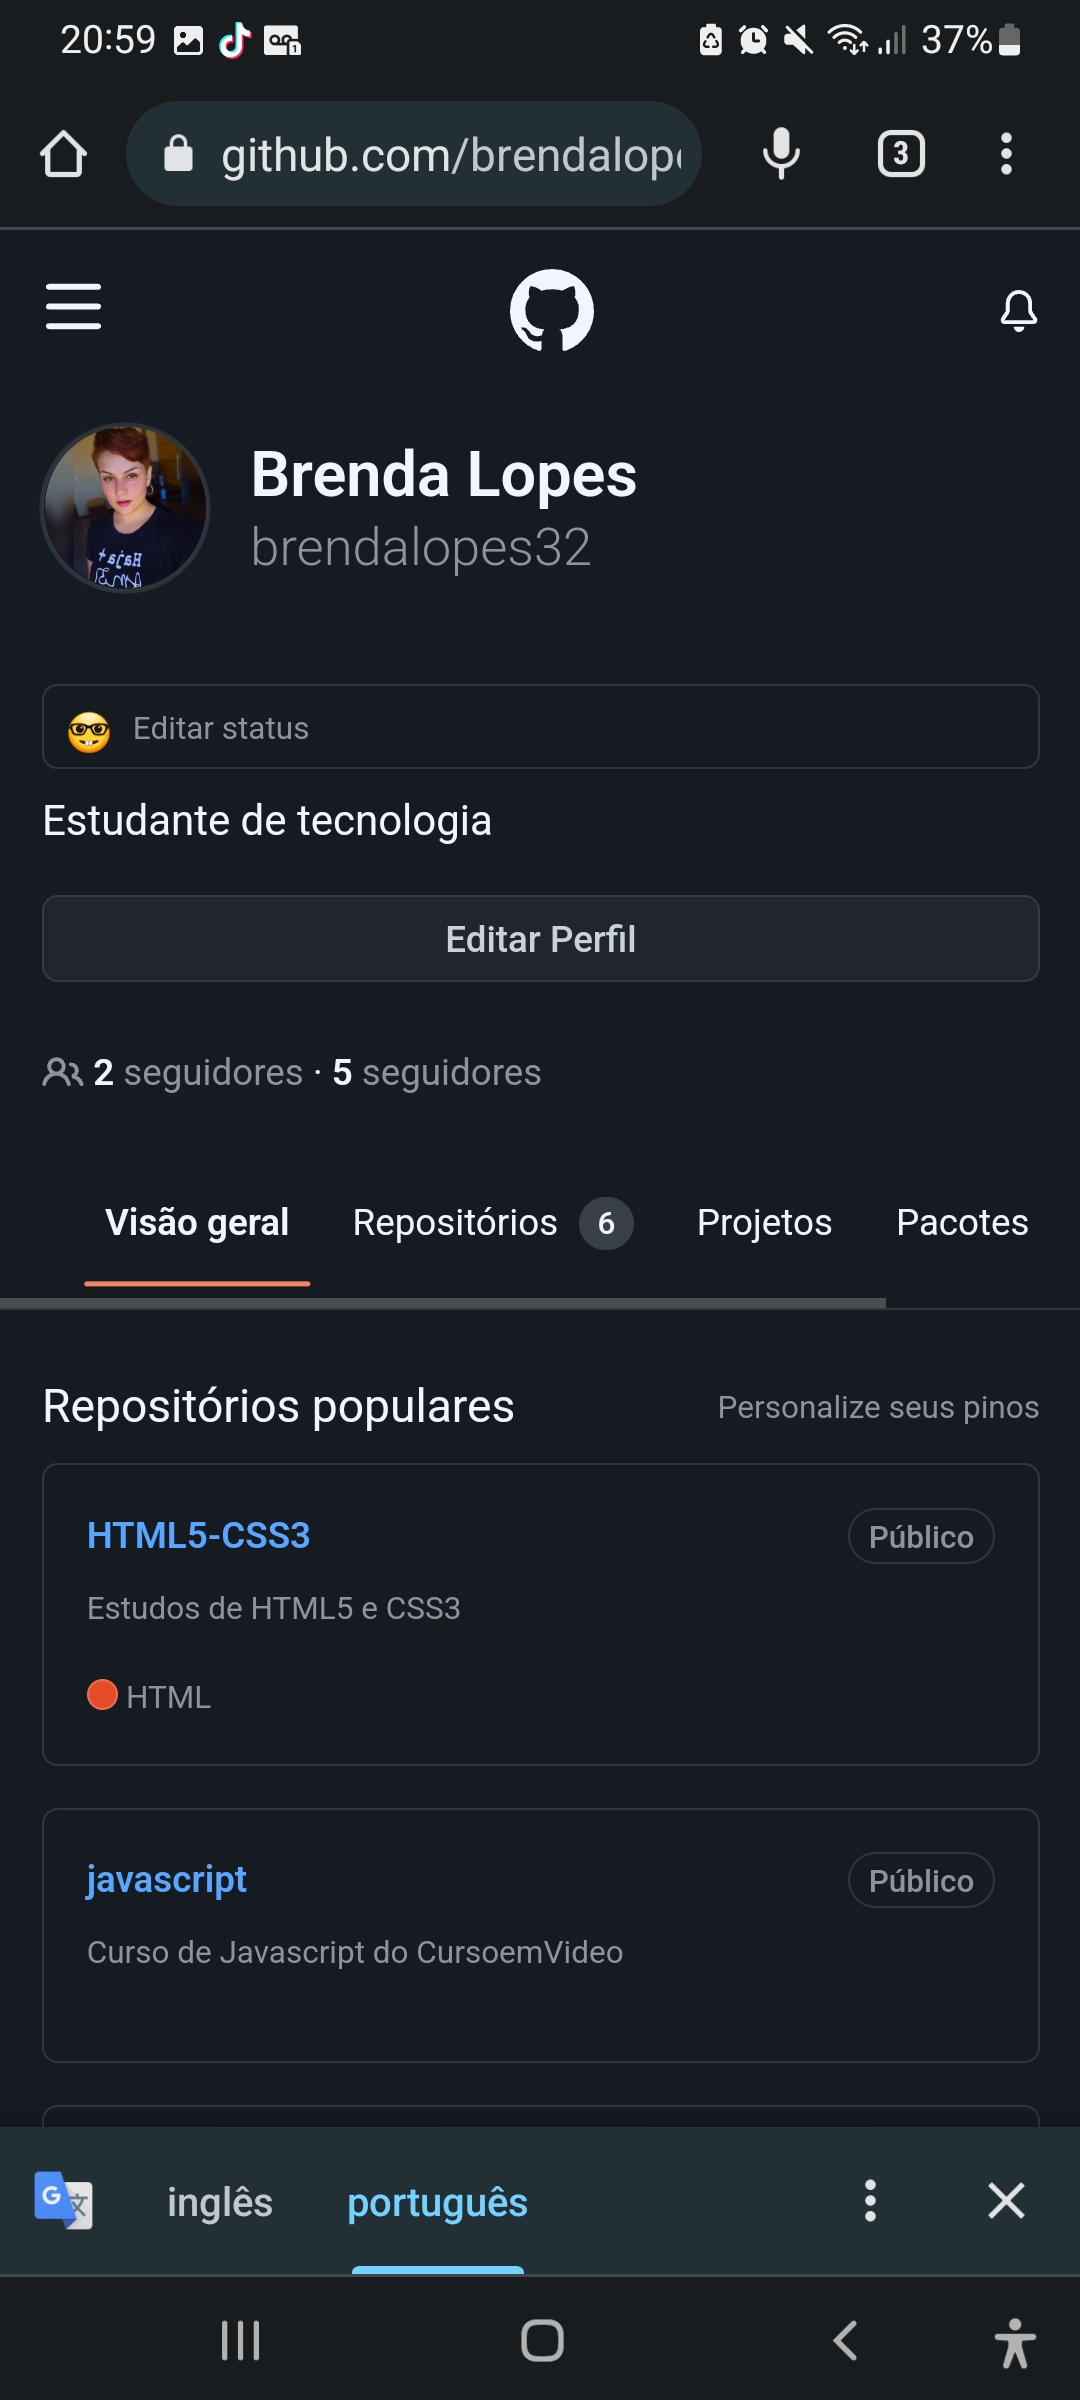 20:59 37%
github.com/brendalop
3
Brenda Lopes
brendalopes32
Editar status
Estudante de tecnologia
Editar Perfil
2 seguidores · 5 seguidores
Visão geral Repositórios 6 Projetos Pacotes
Repositórios populares Personalize seus pinos
HTML5-CSS3 Público
Estudos de HTML5 e CSS3
HTML
javascript Público
Curso de Javascript do CursoemVideo
inglês português